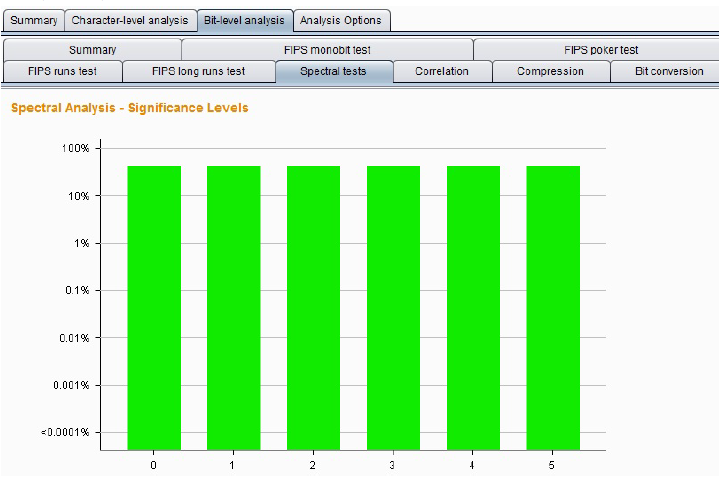 Summary Character-level analysis Bit-level analysis Analysis Options
Summary FIPS monobit test FIPS poker test
FIPS runs test FIPS long runs test Spectral tests Correlation Compression Bit conversion
Spectral Analysis - Significance Levels
100%
10%
1%
0.1%
0.01%
0.001%
<0.0001%
0 1 2 3 4 5